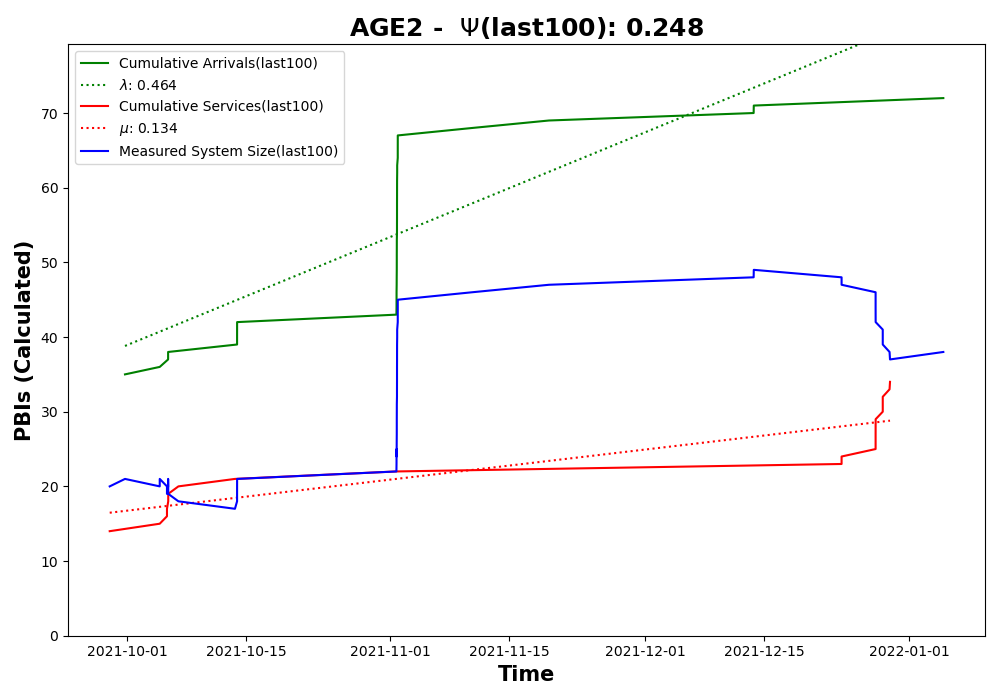 AGE2 - Ψ(last100): 0.248
Cumulative Arrivals(last100)
λ: 0.464
Cumulative Services(last100)
μ: 0.134
Measured System Size(last100)
PBIs (Calculated)
70
60
50
40
30
20
10
0
2021-10-01 2021-10-15 2021-11-01 2021-11-15 2021-12-01 2021-12-15 2022-01-01
Time